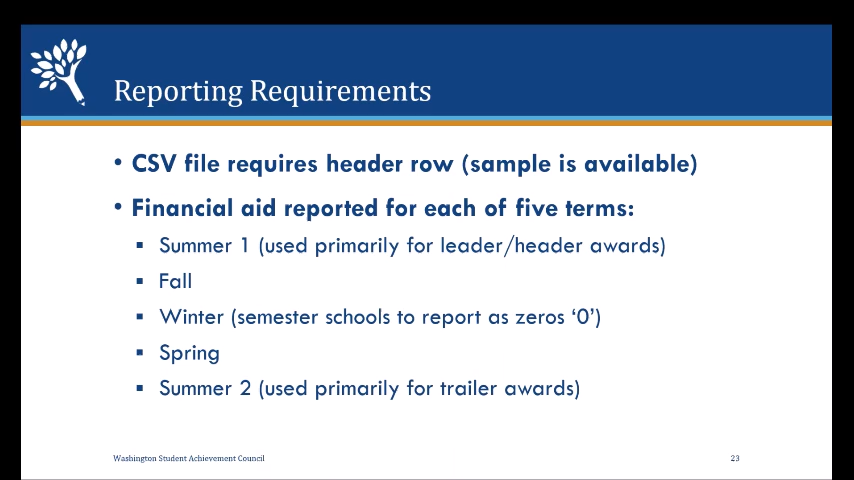 Reporting Requirements
• CSV file requires header row (sample is available)
• Financial aid reported for each of five terms:
▪ Summer 1 (used primarily for leader/header awards)
▪ Fall
▪ Winter (semester schools to report as zeros ‘0’)
▪ Spring
▪ Summer 2 (used primarily for trailer awards)
Washington Student Achievement Council
23